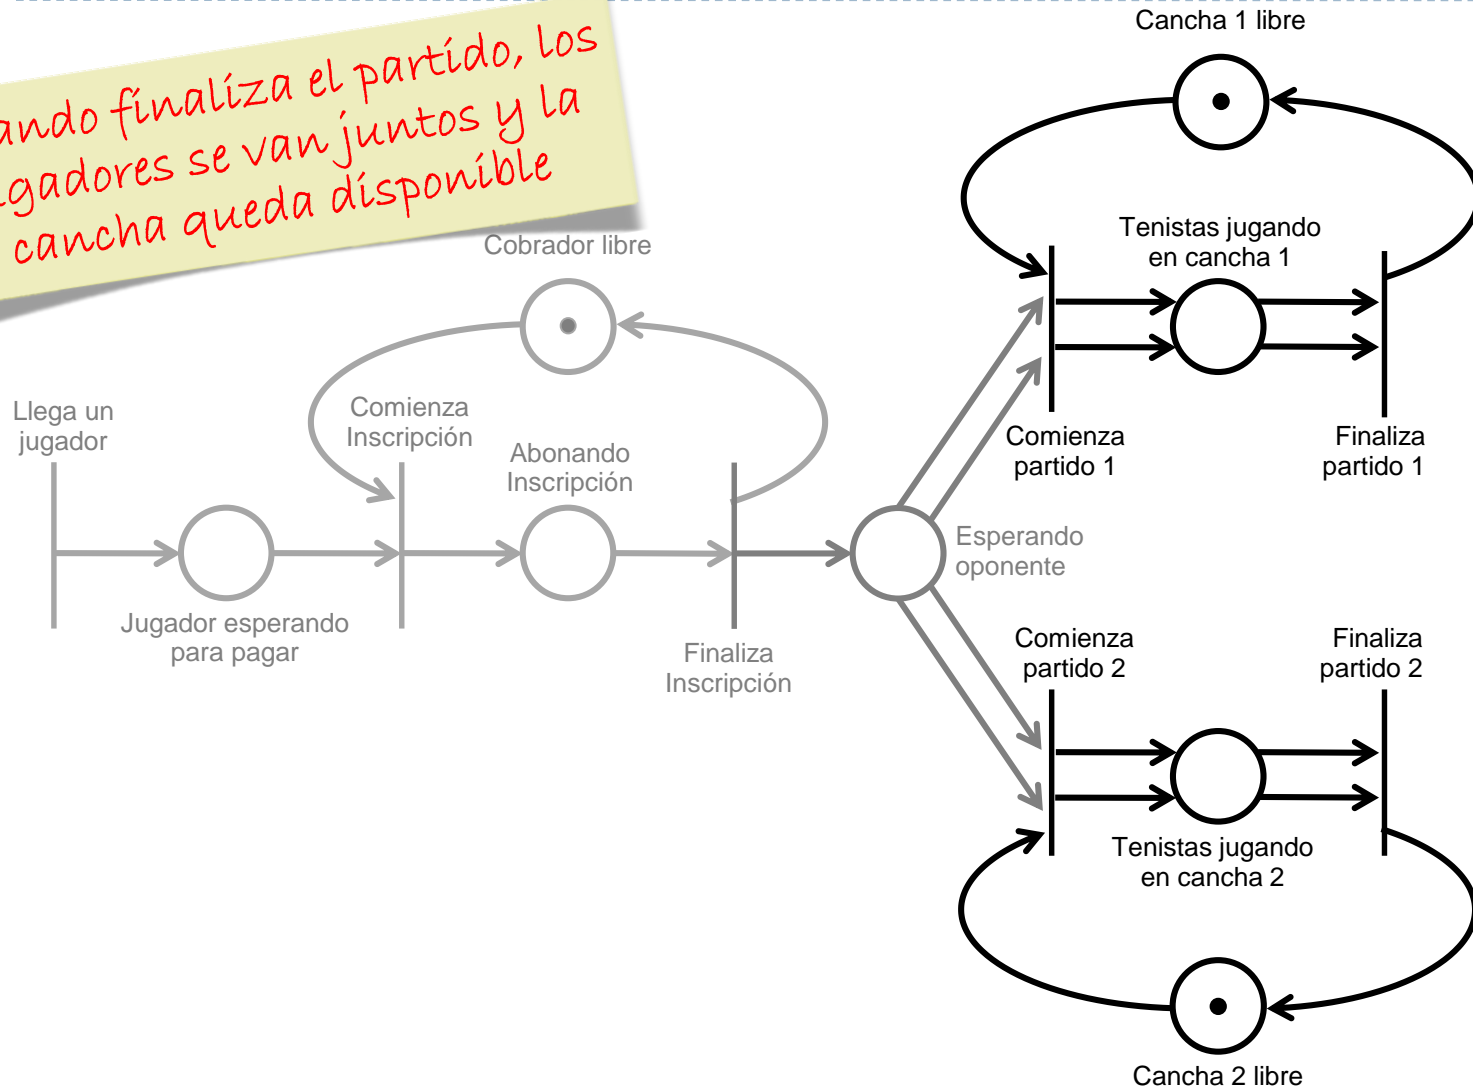 ando finaliza el partido, los
gadores se van juntos y la
cancha queda disponible
Cancha 1 libre
Tenistas jugando
en cancha 1
Cobrador libre
Llega un
jugador
Comienza
Inscripción
Abonando
Inscripción
Comienza
partido 1
Finaliza
partido 1
Esperando
oponente
Jugador esperando
para pagar
Finaliza
Inscripción
Comienza
partido 2
Finaliza
partido 2
Tenistas jugando
en cancha 2
Cancha 2 libre